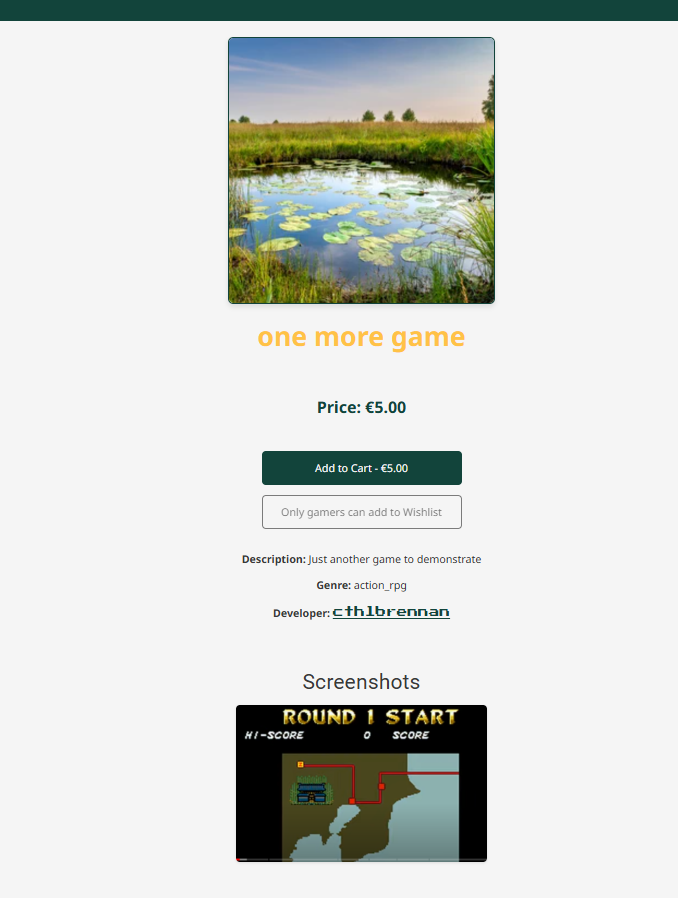 one more game
Price: €5.00
Add to Cart - €5.00
Only gamers can add to Wishlist
Description: Just another game to demonstrate
Genre: action_rpg
Developer: cthlbrennan
Screenshots
ROUND 1 START
HI-SCORE 0 SCORE